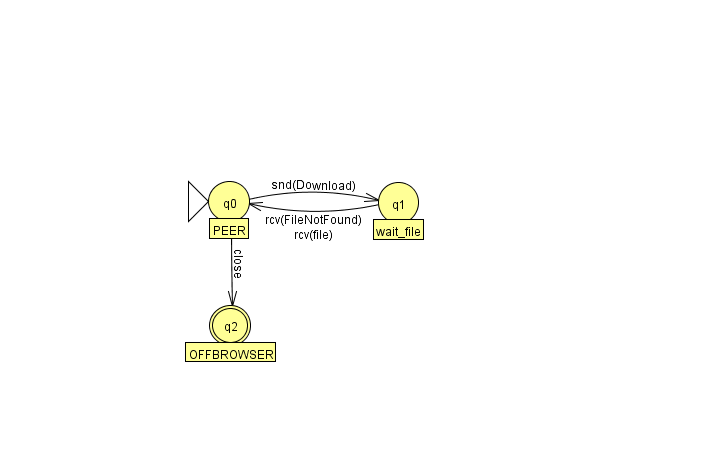 snd(Download)
q0
q1
PEER
rcv(FileNotFound)
wait_file
rcv(file)
close
q2
OFFBROWSER